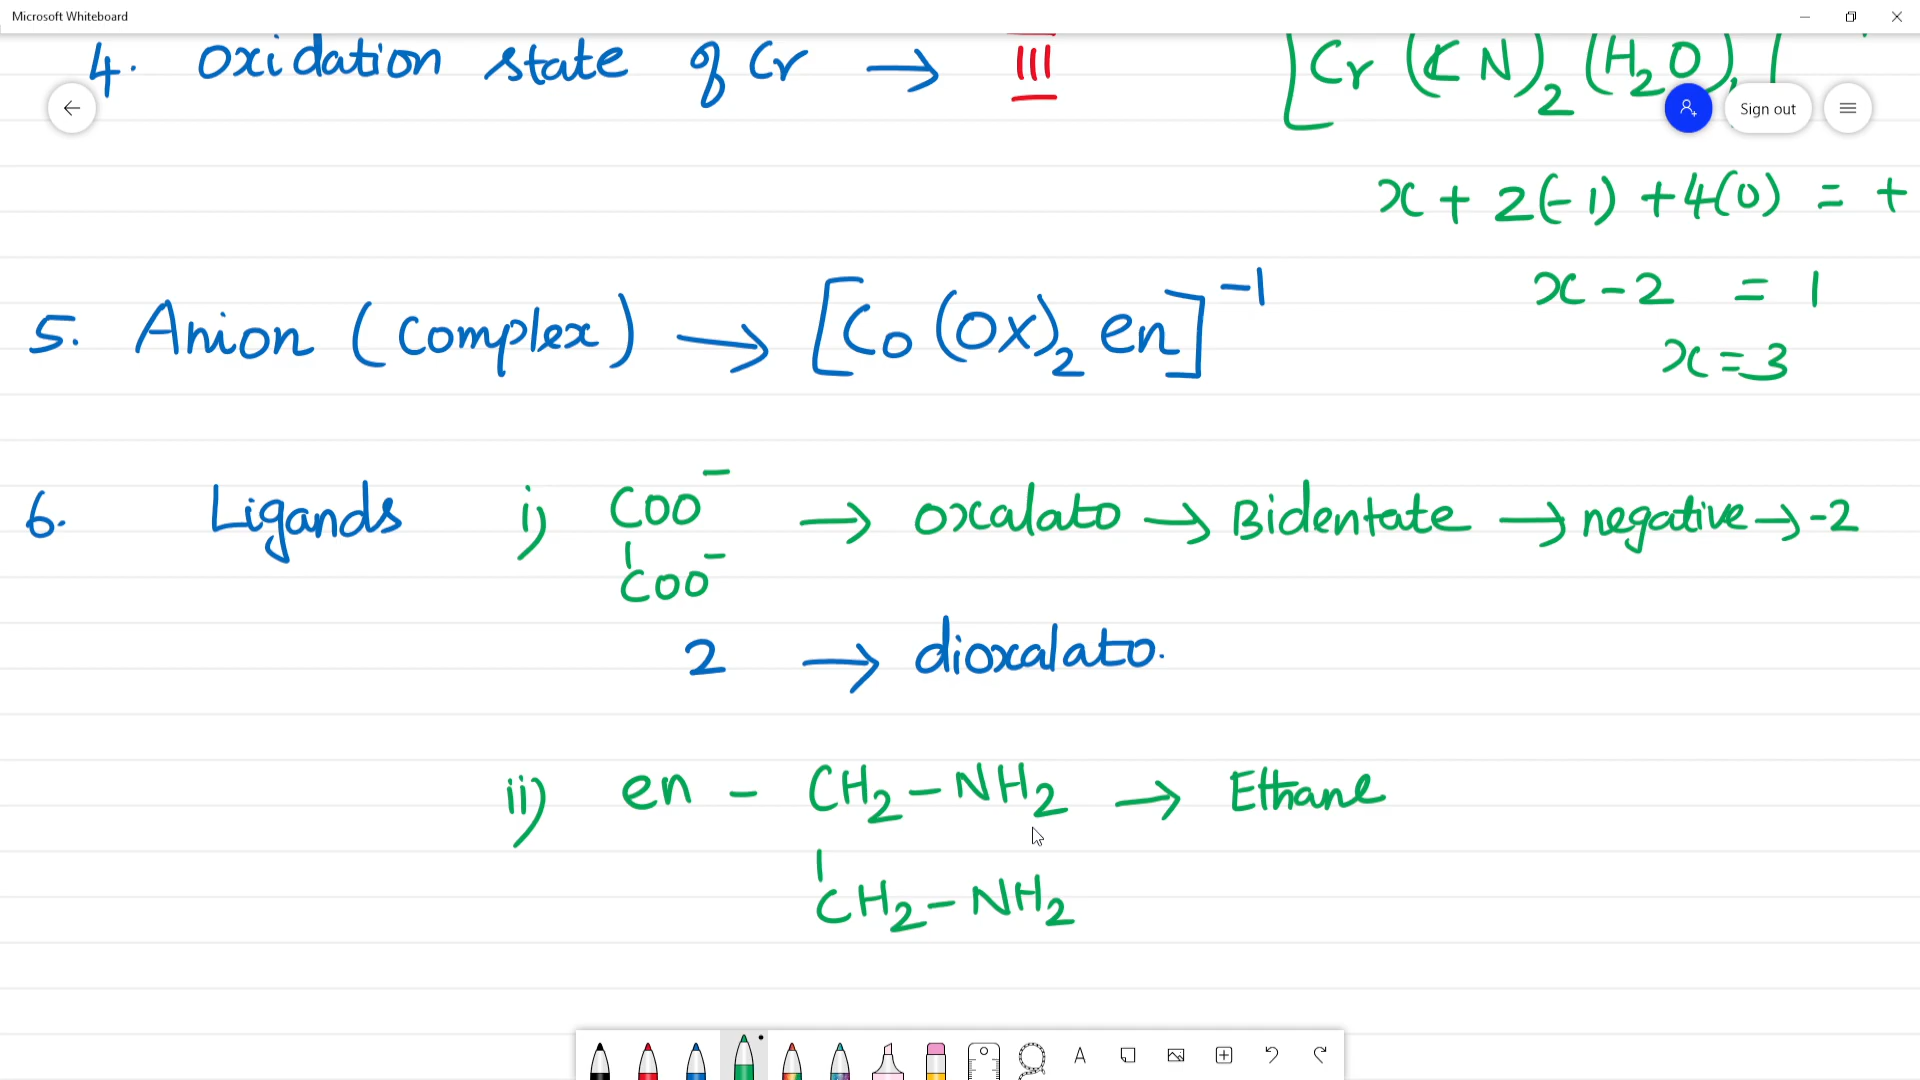 Microsoft Whiteboard
4. Oxidation state of Cr → III
[Cr (CN)₂ (H₂O)
Sign out
x + 2(-1) + 4(0) = +
x - 2 = 1
x = 3
5. Anion (Complex) → [Co (OX)₂ en]⁻¹
6. Ligands i) COO⁻ → oxalato → Bidentate → negative → -2
COO⁻
2 → dioxalato.
ii) en - CH₂ - NH₂ → Ethane
CH₂ - NH₂